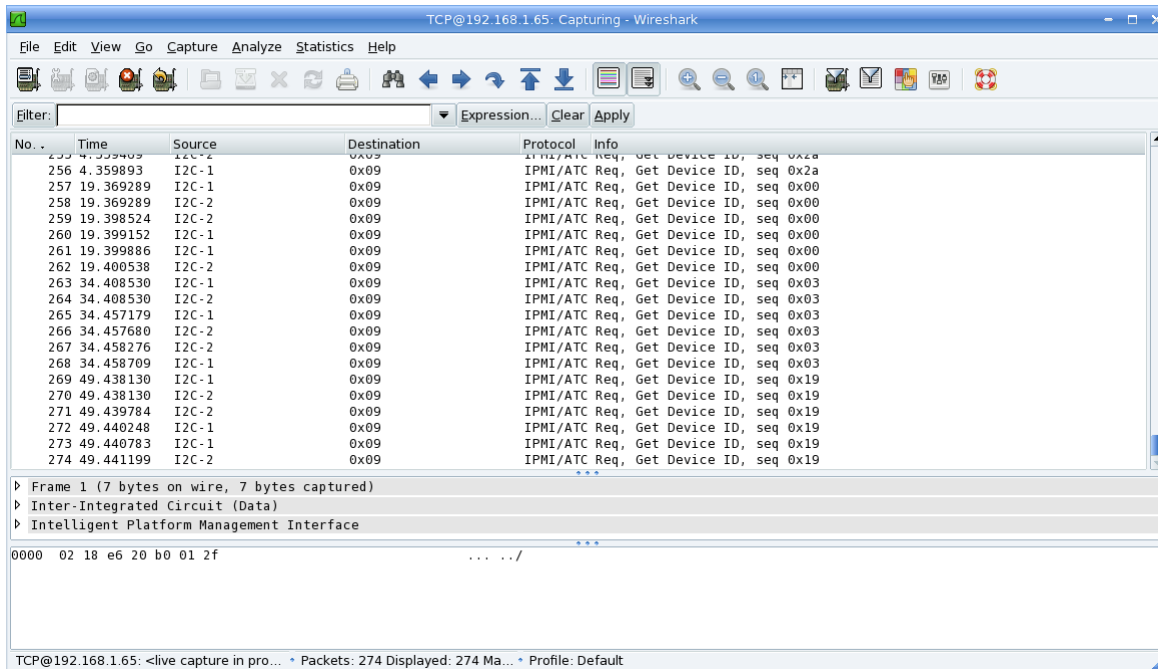 TCP@192.168.1.65: Capturing - Wireshark
File Edit View Go Capture Analyze Statistics Help
Filter: Expression... Clear Apply
No. . Time Source Destination Protocol Info
255 4.359469 I2C-2 0x09 IPMI/ATC Req, Get Device ID, seq 0x2a
256 4.359893 I2C-1 0x09 IPMI/ATC Req, Get Device ID, seq 0x2a
257 19.369289 I2C-1 0x09 IPMI/ATC Req, Get Device ID, seq 0x00
258 19.369289 I2C-2 0x09 IPMI/ATC Req, Get Device ID, seq 0x00
259 19.398524 I2C-2 0x09 IPMI/ATC Req, Get Device ID, seq 0x00
260 19.399152 I2C-1 0x09 IPMI/ATC Req, Get Device ID, seq 0x00
261 19.399886 I2C-1 0x09 IPMI/ATC Req, Get Device ID, seq 0x00
262 19.400538 I2C-2 0x09 IPMI/ATC Req, Get Device ID, seq 0x00
263 34.408530 I2C-1 0x09 IPMI/ATC Req, Get Device ID, seq 0x03
264 34.408530 I2C-2 0x09 IPMI/ATC Req, Get Device ID, seq 0x03
265 34.457179 I2C-1 0x09 IPMI/ATC Req, Get Device ID, seq 0x03
266 34.457680 I2C-2 0x09 IPMI/ATC Req, Get Device ID, seq 0x03
267 34.458276 I2C-2 0x09 IPMI/ATC Req, Get Device ID, seq 0x03
268 34.458709 I2C-1 0x09 IPMI/ATC Req, Get Device ID, seq 0x03
269 49.438130 I2C-1 0x09 IPMI/ATC Req, Get Device ID, seq 0x19
270 49.438130 I2C-2 0x09 IPMI/ATC Req, Get Device ID, seq 0x19
271 49.439784 I2C-2 0x09 IPMI/ATC Req, Get Device ID, seq 0x19
272 49.440248 I2C-1 0x09 IPMI/ATC Req, Get Device ID, seq 0x19
273 49.440783 I2C-1 0x09 IPMI/ATC Req, Get Device ID, seq 0x19
274 49.441199 I2C-2 0x09 IPMI/ATC Req, Get Device ID, seq 0x19
Frame 1 (7 bytes on wire, 7 bytes captured)
Inter-Integrated Circuit (Data)
Intelligent Platform Management Interface
0000 02 18 e6 20 b0 01 2f ... ../
TCP@192.168.1.65: <live capture in pro... Packets: 274 Displayed: 274 Ma... Profile: Default